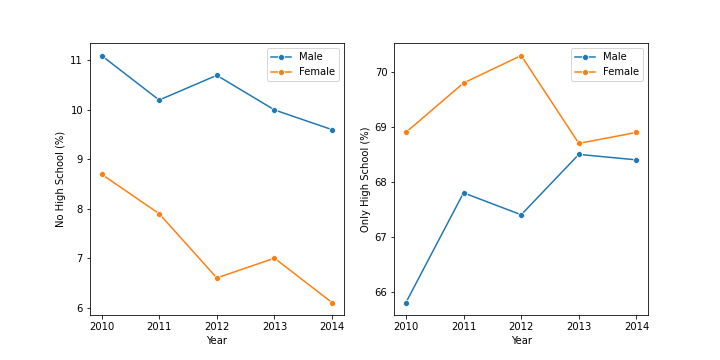 Male
Female
11
10
9
8
7
6
No High School (%)
2010 2011 2012 2013 2014
Year
Male
Female
70
69
68
67
66
Only High School (%)
2010 2011 2012 2013 2014
Year